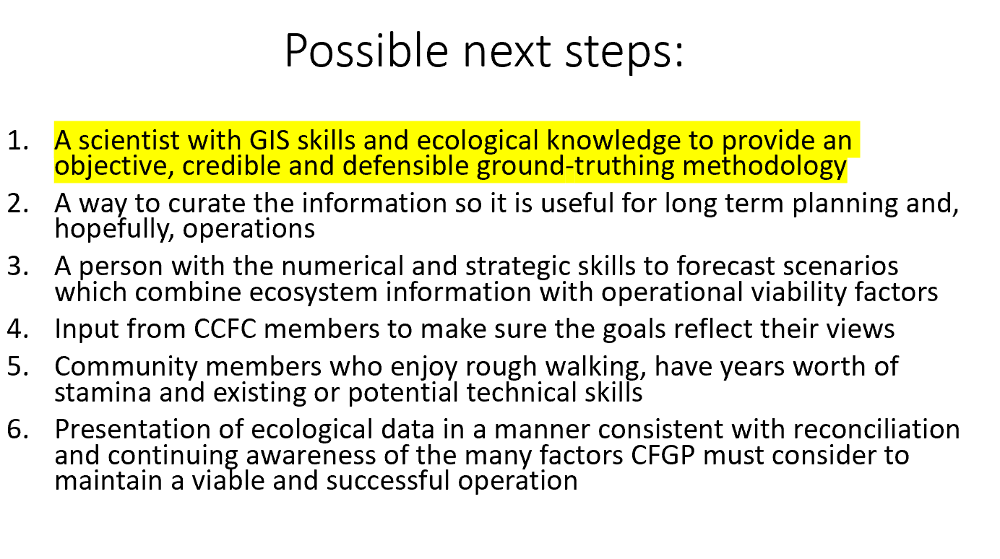 Possible next steps:
1. A scientist with GIS skills and ecological knowledge to provide an
objective, credible and defensible ground-truthing methodology
2. A way to curate the information so it is useful for long term planning and,
hopefully, operations
3. A person with the numerical and strategic skills to forecast scenarios
which combine ecosystem information with operational viability factors
4. Input from CCFC members to make sure the goals reflect their views
5. Community members who enjoy rough walking, have years worth of
stamina and existing or potential technical skills
6. Presentation of ecological data in a manner consistent with reconciliation
and continuing awareness of the many factors CFGP must consider to
maintain a viable and successful operation